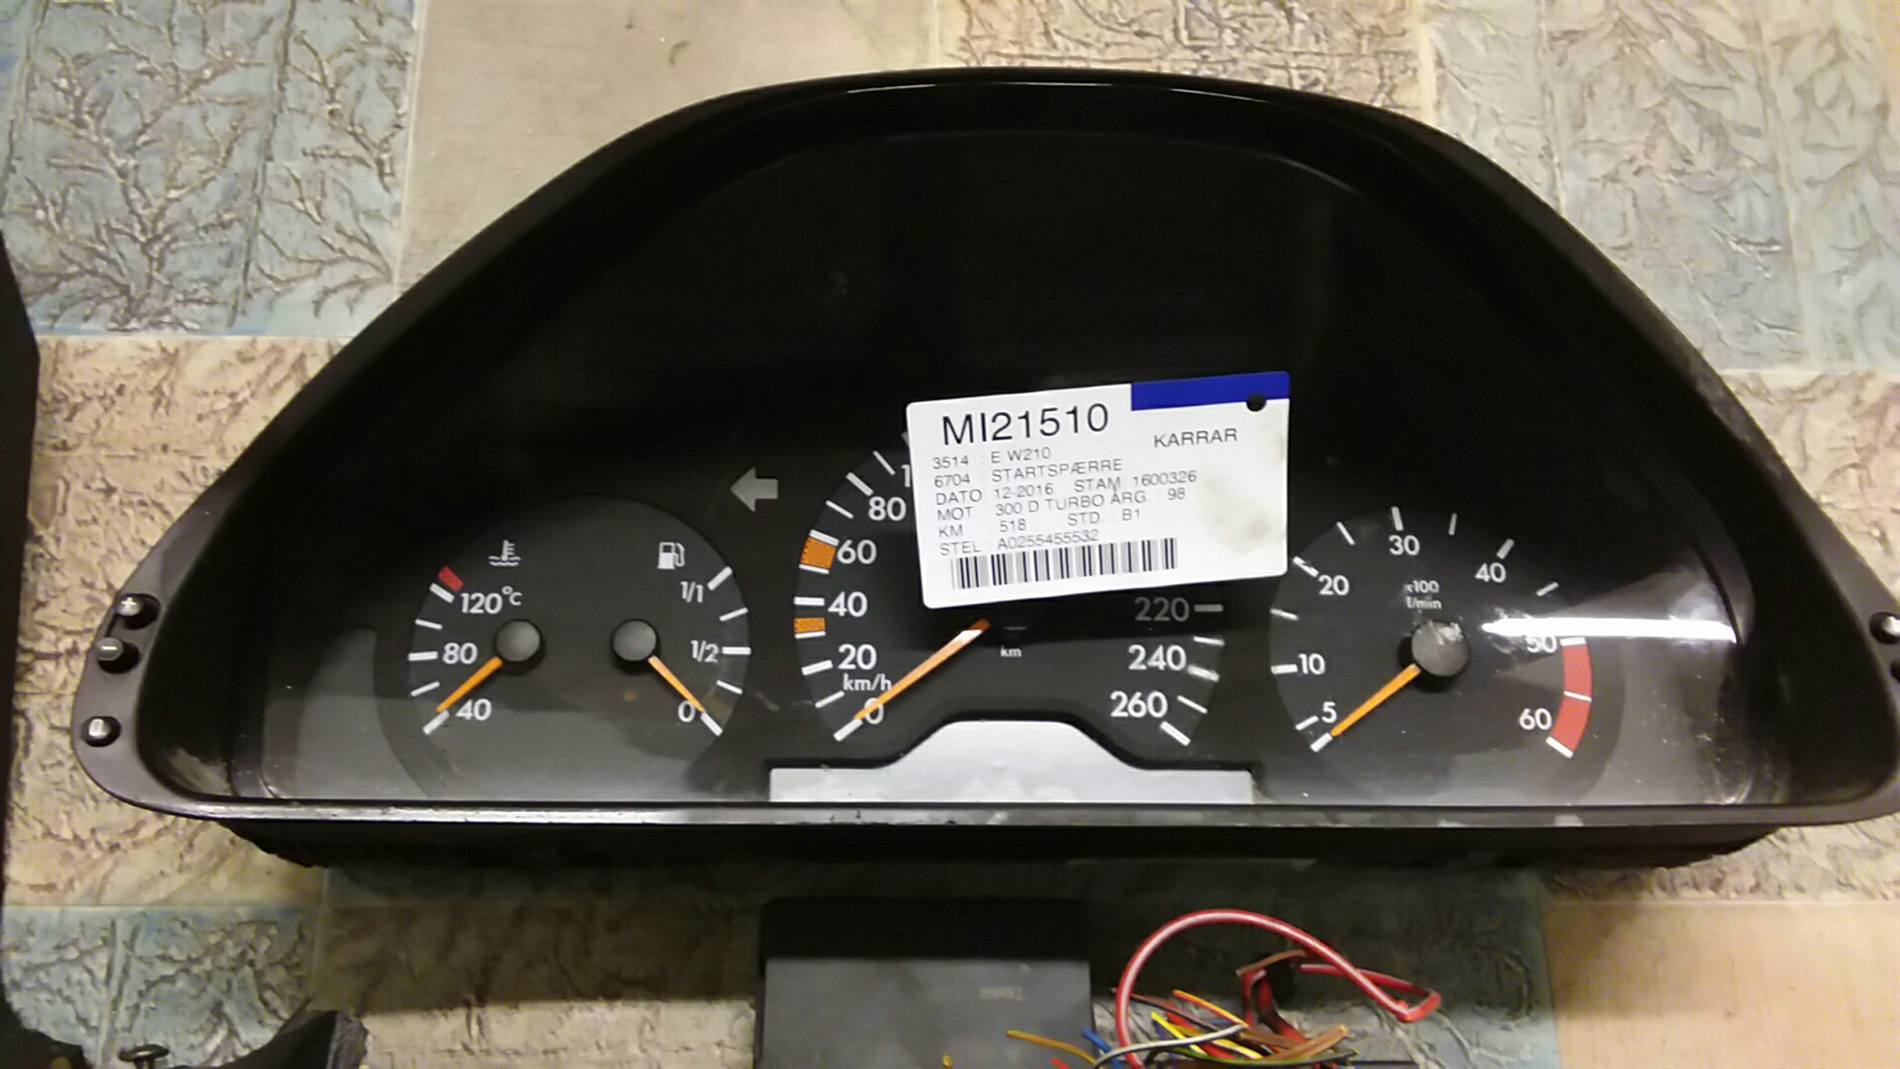 MI21510
KARRAR
3514 : E W210
6704 : STARTSPÆRRE
DATO : 12-2016 STAM: 1600326
MOT : 300 D TURBO ÅRG : 98
KM : 518 STD : B1
STEL : A0255455532
120°C
80
40
1/1
1/2
0
80
60
40
20
km/h
0
km
220
240
260
5
10
20
30
40
50
60
x100
1/min
+
-
0